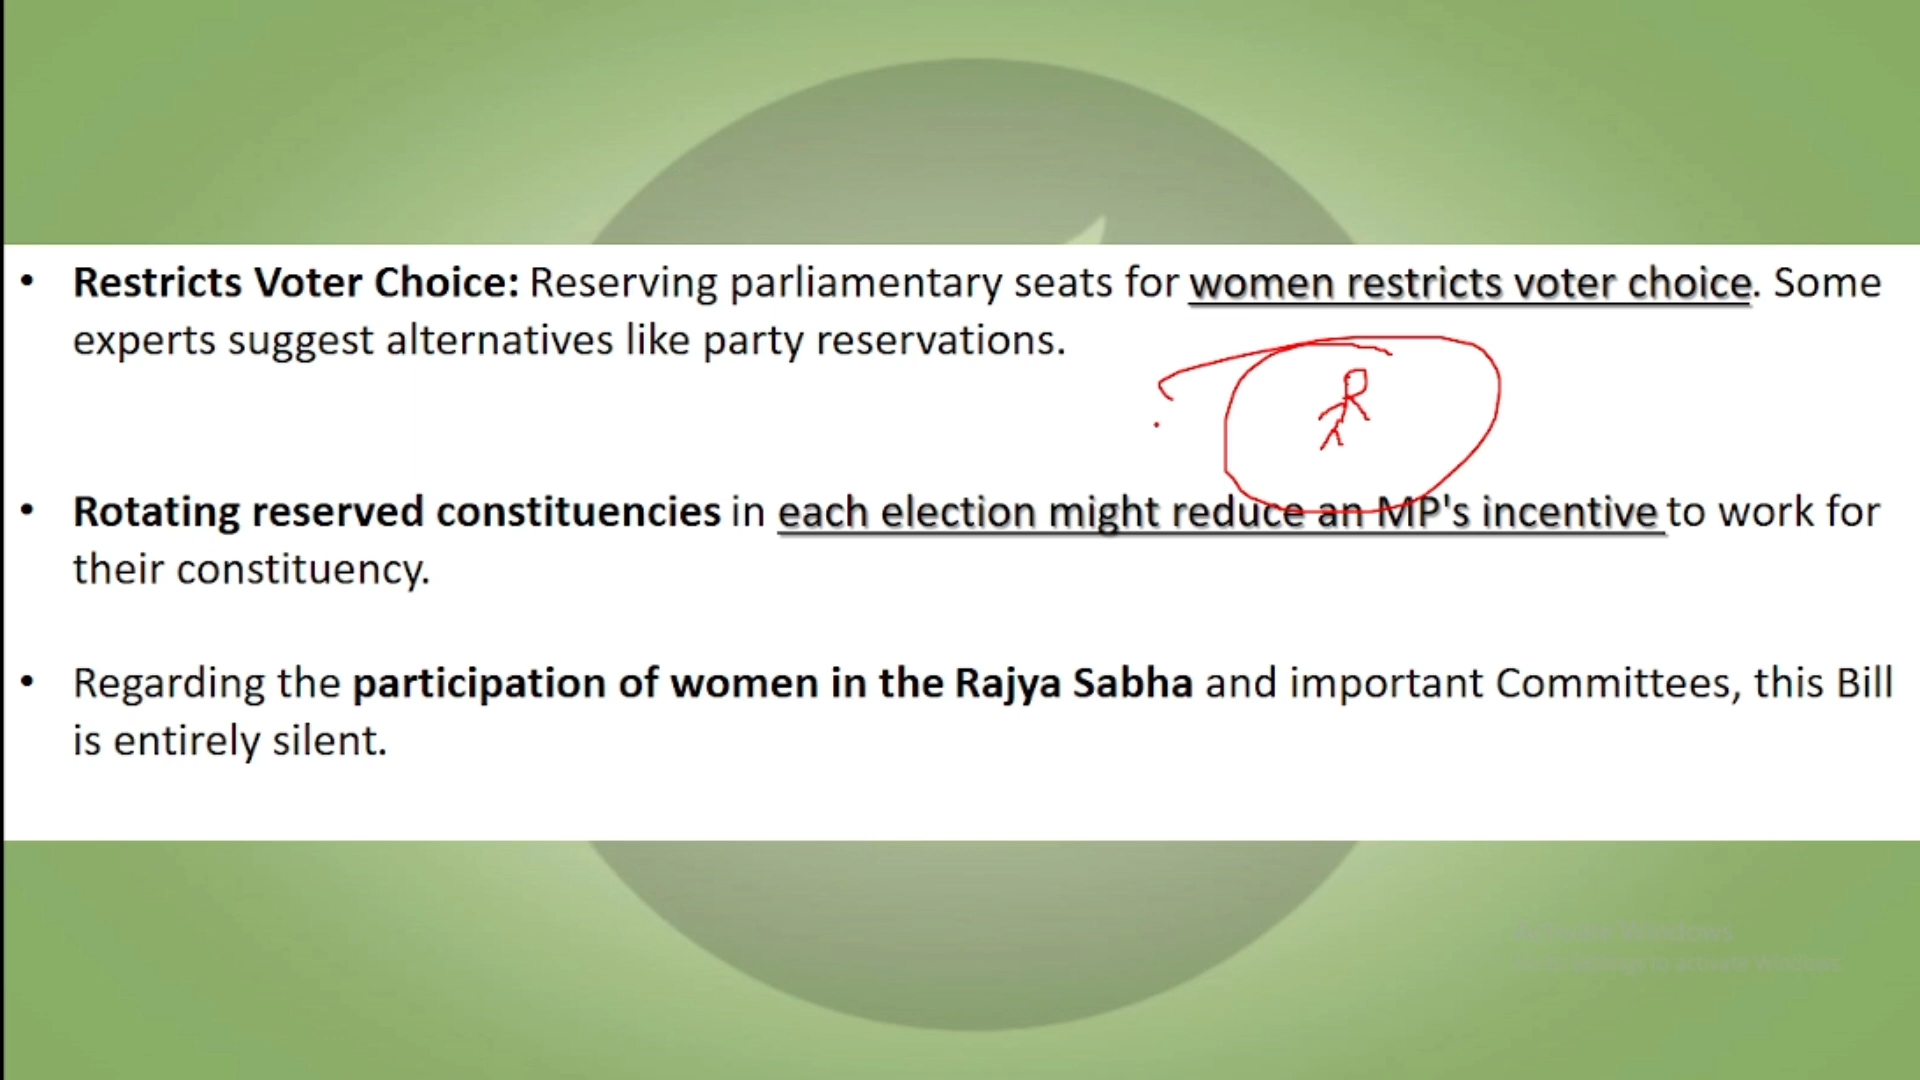 • Restricts Voter Choice: Reserving parliamentary seats for women restricts voter choice. Some
experts suggest alternatives like party reservations.
• Rotating reserved constituencies in each election might reduce an MP's incentive to work for
their constituency.
• Regarding the participation of women in the Rajya Sabha and important Committees, this Bill
is entirely silent.
Activate Windows